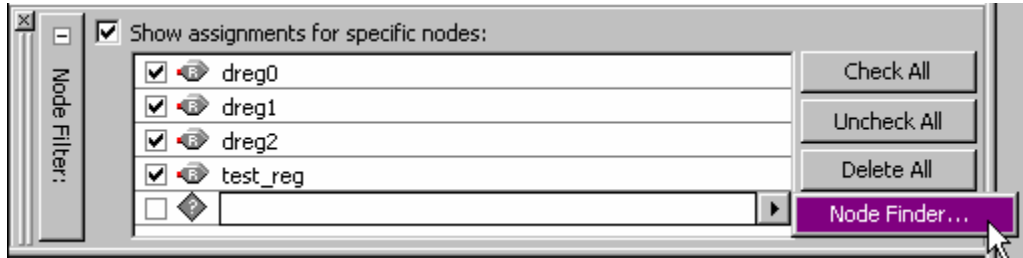 Show assignments for specific nodes:
Node Filter:
dreg0
dreg1
dreg2
test_reg
?
Check All
Uncheck All
Delete All
Node Finder...